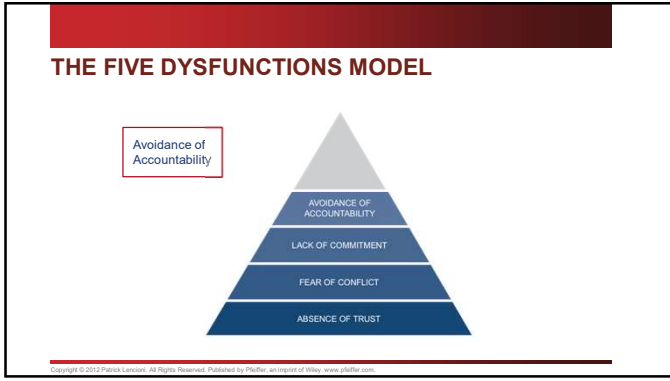 THE FIVE DYSFUNCTIONS MODEL
Avoidance of
Accountability
AVOIDANCE OF
ACCOUNTABILITY
LACK OF COMMITMENT
FEAR OF CONFLICT
ABSENCE OF TRUST
Copyright © 2012 Patrick Lencioni. All Rights Reserved. Published by Pfeiffer, an Imprint of Wiley. www.pfeiffer.com